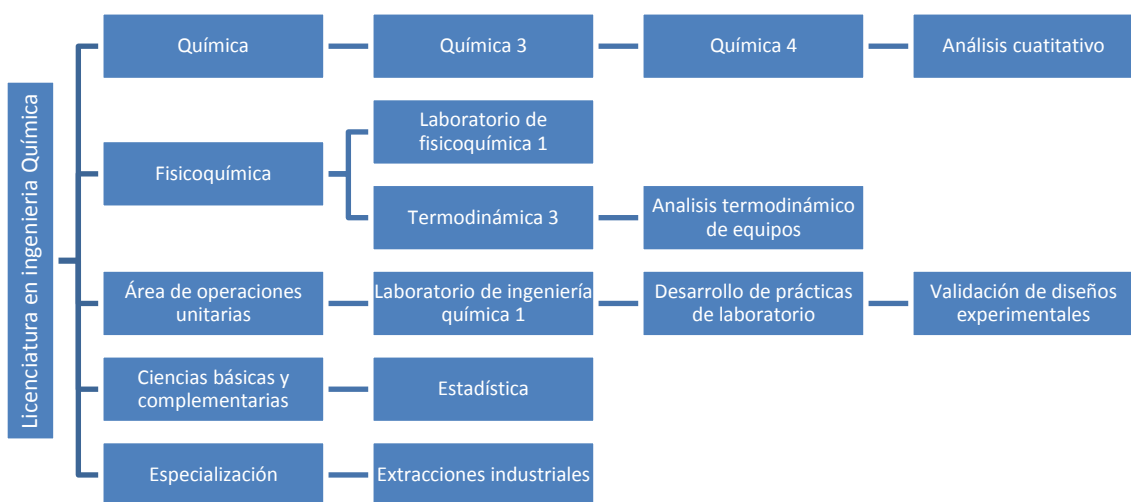 Licenciatura en ingenieria Química
Química
Química 3
Química 4
Análisis cuatitativo
Fisicoquímica
Laboratorio de
fisicoquímica 1
Termodinámica 3
Analisis termodinámico
de equipos
Área de operaciones
unitarias
Laboratorio de ingeniería
química 1
Desarrollo de prácticas
de laboratorio
Validación de diseños
experimentales
Ciencias básicas y
complementarias
Estadística
Especialización
Extracciones industriales